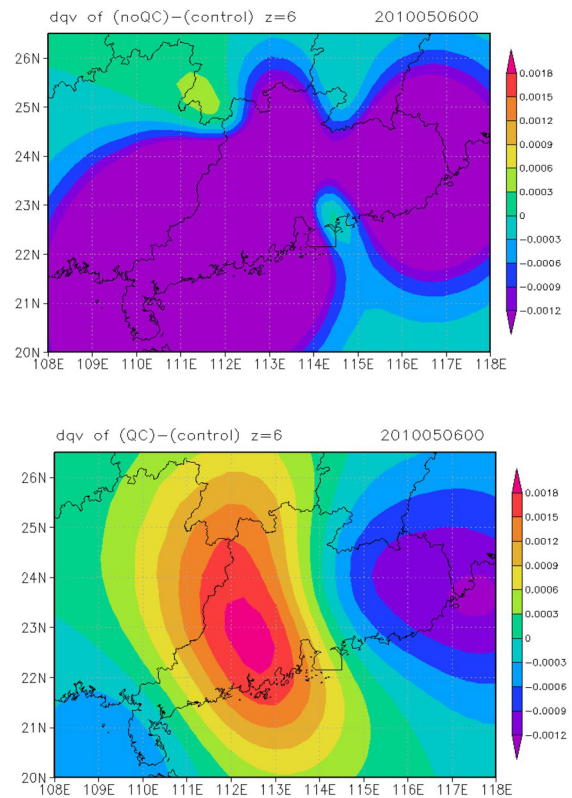 dqv of (noQC)−(control) z=6 2010050600
26N
25N
24N
23N
22N
21N
20N
108E 109E 110E 111E 112E 113E 114E 115E 116E 117E 118E
0.0018
0.0015
0.0012
0.0009
0.0006
0.0003
0
−0.0003
−0.0006
−0.0009
−0.0012
dqv of (QC)−(control) z=6 2010050600
26N
25N
24N
23N
22N
21N
20N
108E 109E 110E 111E 112E 113E 114E 115E 116E 117E 118E
0.0018
0.0015
0.0012
0.0009
0.0006
0.0003
0
−0.0003
−0.0006
−0.0009
−0.0012